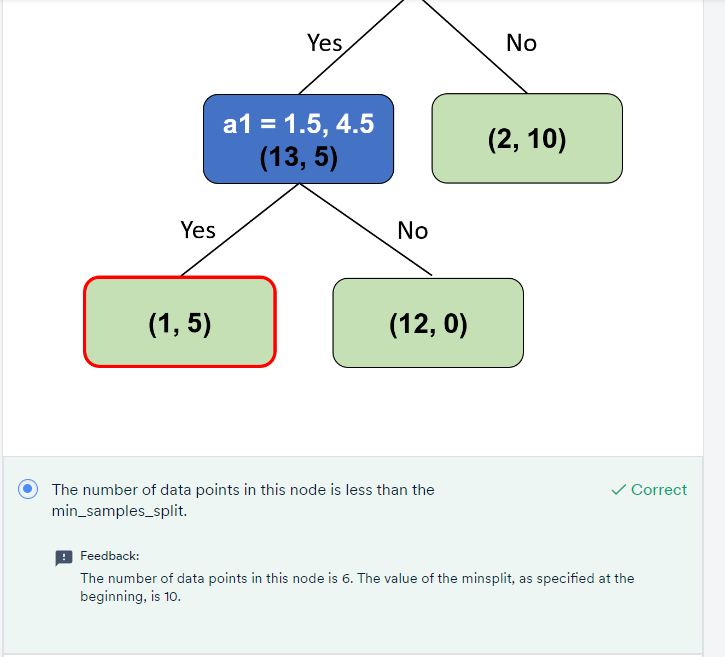 Yes
No
a1 = 1.5, 4.5
(13, 5)
(2, 10)
Yes
No
(1, 5)
(12, 0)
The number of data points in this node is less than the
min_samples_split.
Correct
Feedback:
The number of data points in this node is 6. The value of the minsplit, as specified at the
beginning, is 10.